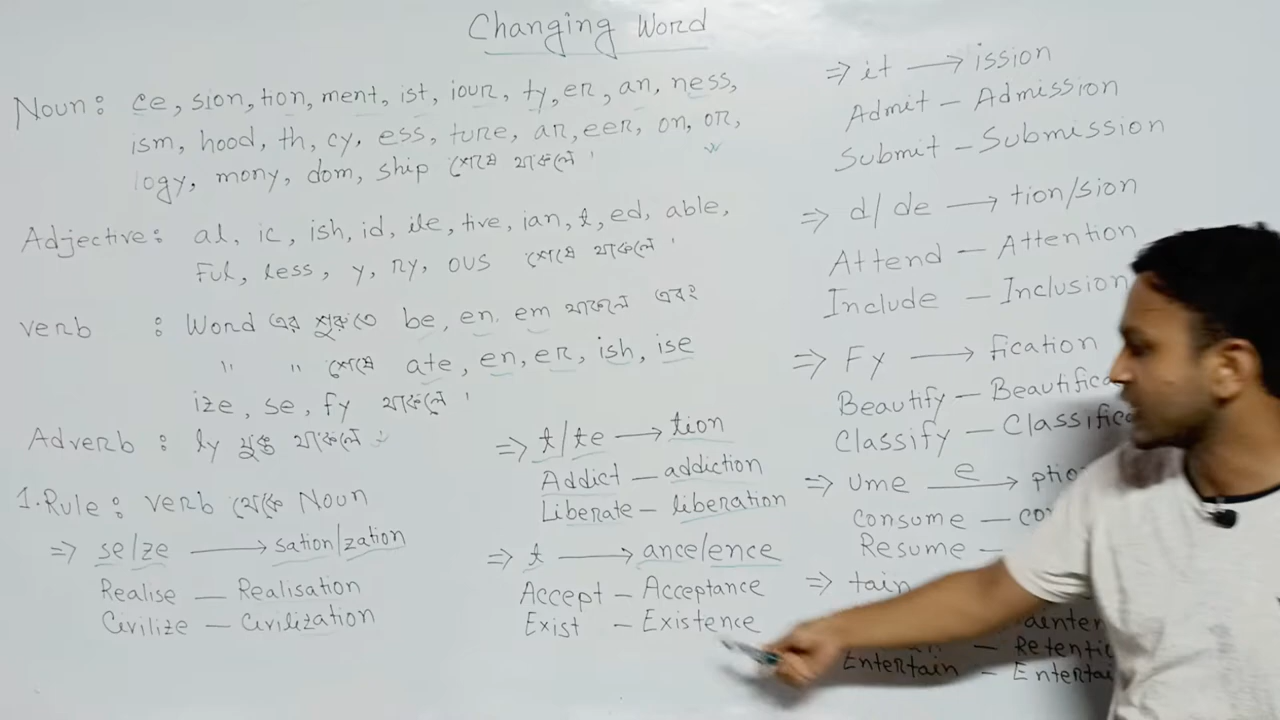 Changing Word
Noun: ce, sion, tion, ment, ist, iour, ty, er, an, ness,
ism, hood, th, cy, ess, ture, ar, eer, on, or,
logy, mony, dom, ship শেষে থাকলে।
Adjective: al, ic, ish, id, ile, tive, ian, t, ed, able,
Ful, less, y, ry, ous শেষে থাকলে।
verb : Word এর শুরুতে be, en, em থাকলে এবং
" " শেষে ate, en, er, ish, ise
ize, se, fy থাকলে।
Adverb : ly যুক্ত থাকলে।
1. Rule: verb থেকে Noun
⇒ se/ze ⟶ sation/zation
Realise — Realisation
Civilize — Civilization
⇒ t/te ⟶ tion
Addict — addiction
Liberate — liberation
⇒ t ⟶ ance/ence
Accept — Acceptance
Exist — Existence
⇒ it ⟶ ission
Admit — Admission
Submit — Submission
⇒ d/de ⟶ tion/sion
Attend — Attention
Include — Inclusion
⇒ Fy ⟶ fication
Beautify — Beautifica
Classify — Classifica
⇒ ume e⟶ ptio
Consume — co
Resume —
⇒ tain
ainten
— Retentio
Entertain — Entertai